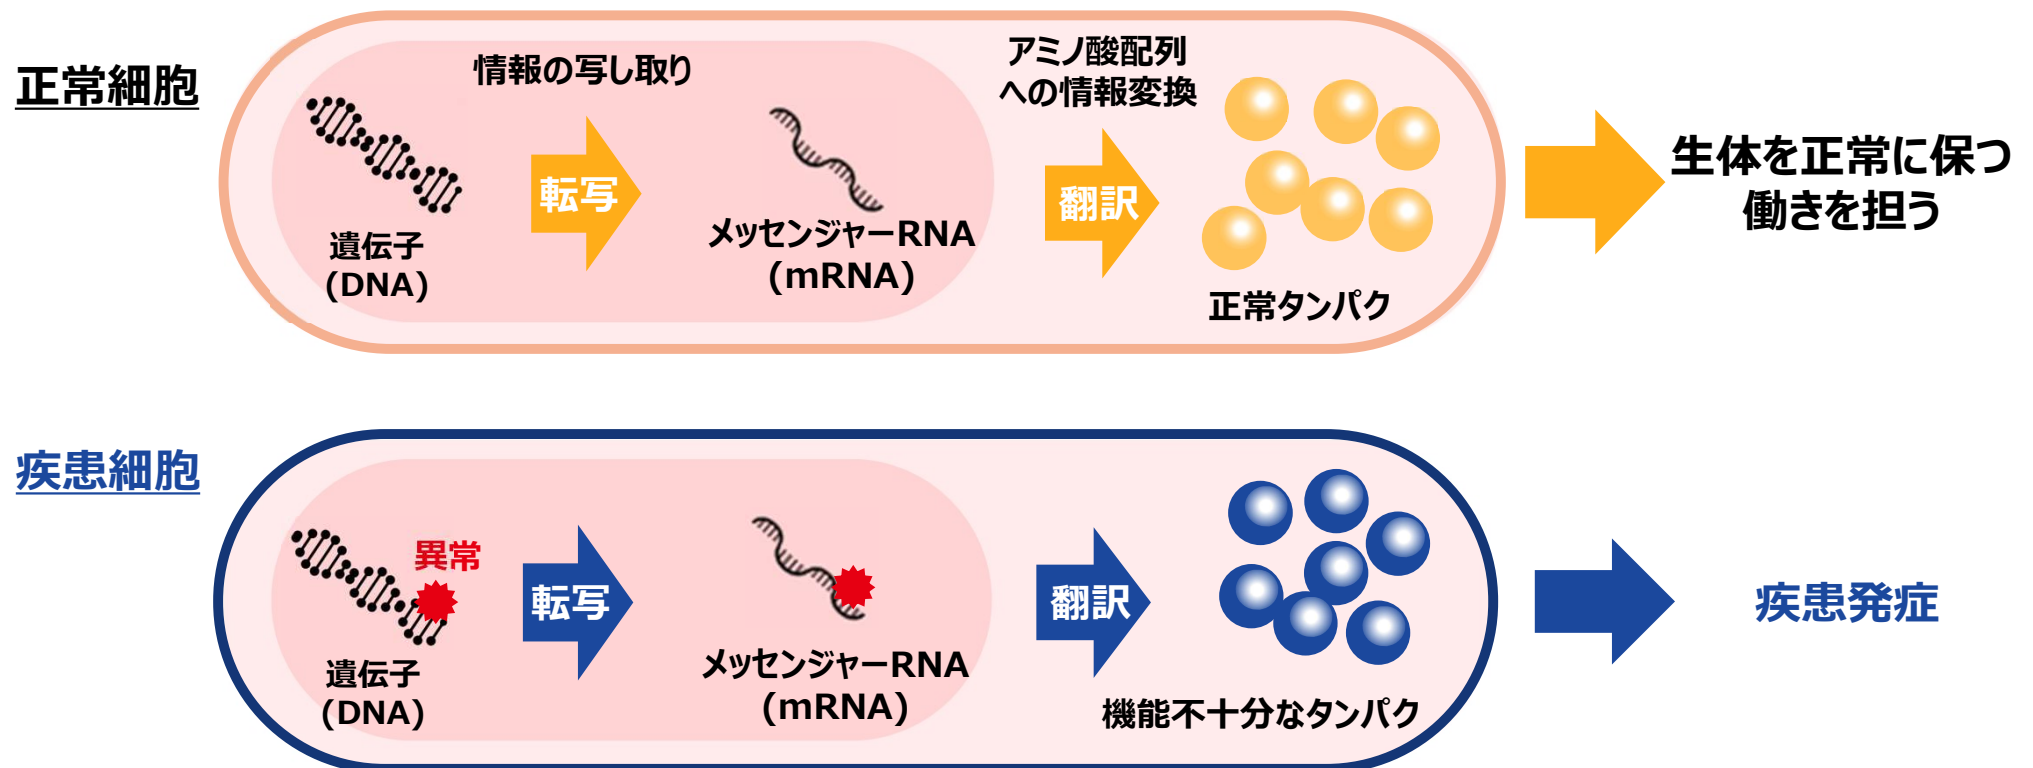 正常細胞
情報の写し取り
アミノ酸配列
への情報変換
転写
翻訳
遺伝子
(DNA)
メッセンジャーRNA
(mRNA)
正常タンパク
生体を正常に保つ
働きを担う
疾患細胞
異常
転写
翻訳
遺伝子
(DNA)
メッセンジャーRNA
(mRNA)
機能不十分なタンパク
疾患発症